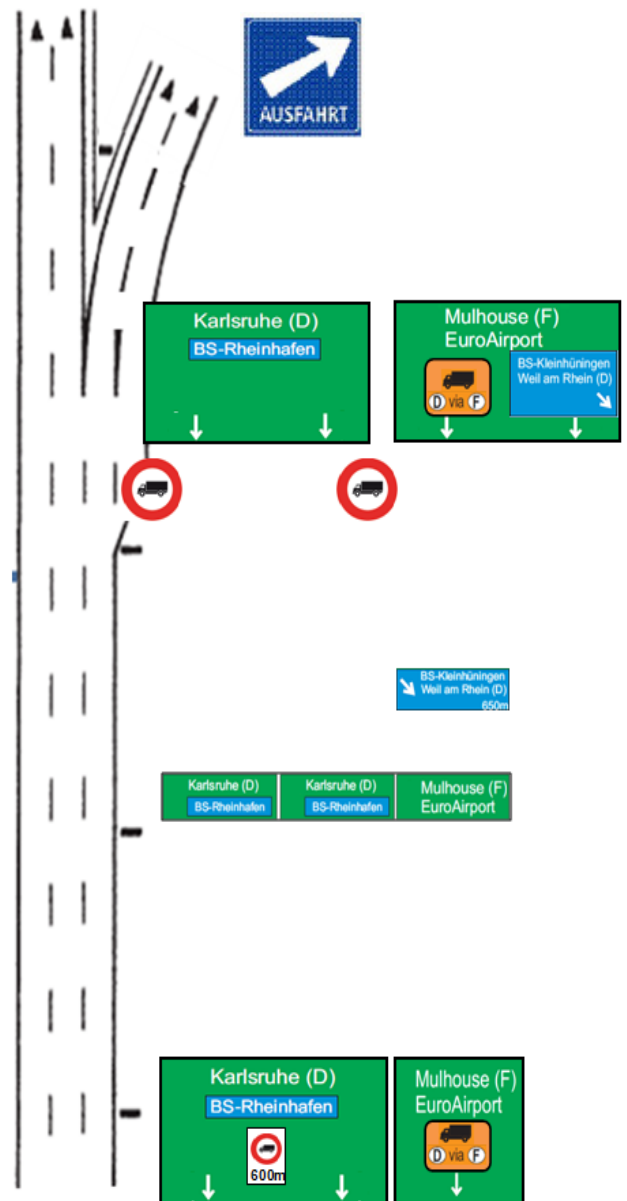 AUSFAHRT
Karlsruhe (D)
BS-Rheinhafen
Mulhouse (F)
EuroAirport
D via F
BS-Kleinhüningen
Weil am Rhein (D)
BS-Kleinhüningen
Weil am Rhein (D)
650m
Karlsruhe (D)
BS-Rheinhafen
Karlsruhe (D)
BS-Rheinhafen
Mulhouse (F)
EuroAirport
Karlsruhe (D)
BS-Rheinhafen
600m
Mulhouse (F)
EuroAirport
D via F